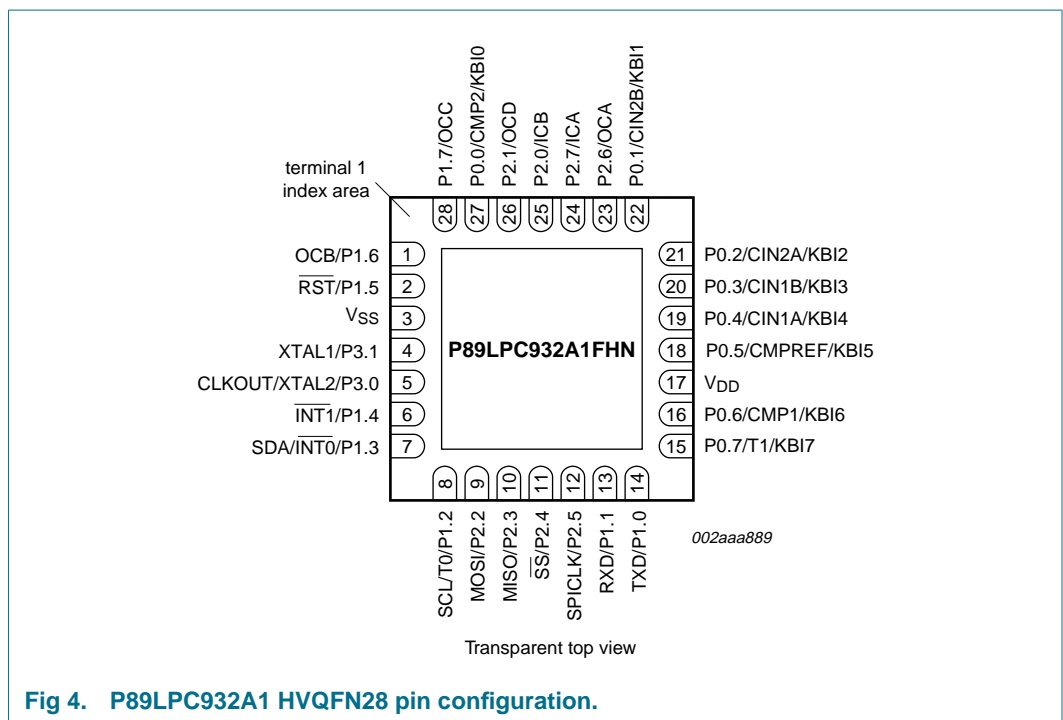 P1.7/OCC
P0.0/CMP2/KBI0
P2.1/OCD
P2.0/ICB
P2.7/ICA
P2.6/OCA
P0.1/CIN2B/KBI1
terminal 1
index area
28
27
26
25
24
23
22
OCB/P1.6
1
RST/P1.5
2
VSS
3
XTAL1/P3.1
4
CLKOUT/XTAL2/P3.0
5
INT1/P1.4
6
SDA/INT0/P1.3
7
P89LPC932A1FHN
21
P0.2/CIN2A/KBI2
20
P0.3/CIN1B/KBI3
19
P0.4/CIN1A/KBI4
18
P0.5/CMPREF/KBI5
17
VDD
16
P0.6/CMP1/KBI6
15
P0.7/T1/KBI7
8
9
10
11
12
13
14
SCL/T0/P1.2
MOSI/P2.2
MISO/P2.3
SS/P2.4
SPICLK/P2.5
RXD/P1.1
TXD/P1.0
002aaa889
Transparent top view
Fig 4. P89LPC932A1 HVQFN28 pin configuration.